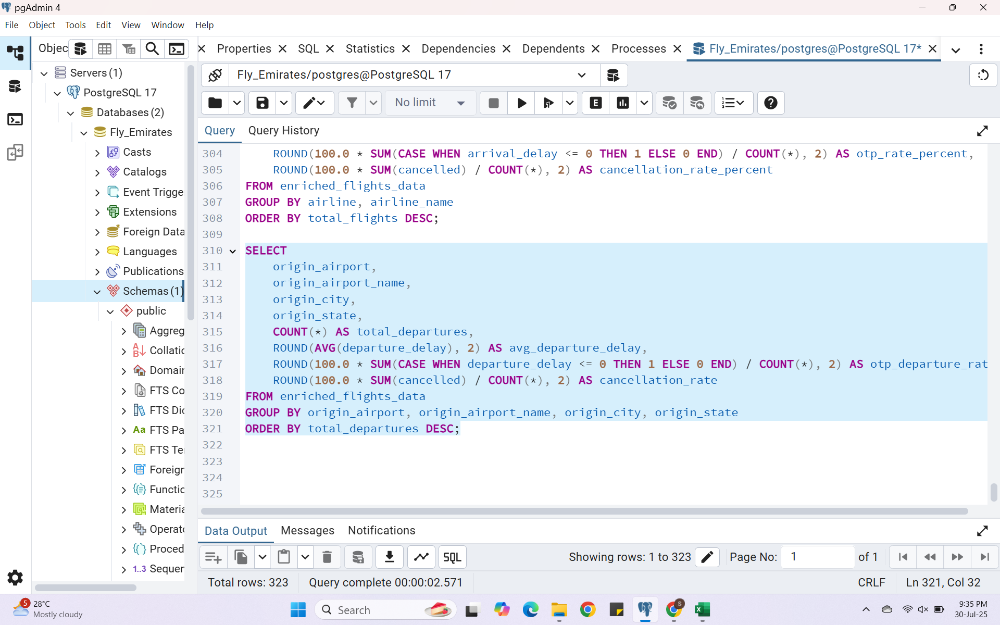 pgAdmin 4
File Object Tools Edit View Window Help
Objec
Properties SQL Statistics Dependencies Dependents Processes Fly_Emirates/postgres@PostgreSQL 17*
Servers (1)
PostgreSQL 17
Databases (2)
Fly_Emirates
Casts
Catalogs
Event Trigge
Extensions
Foreign Data
Languages
Publications
Schemas (1)
public
Aggreg
Collatic
Domair
FTS Co
FTS Dic
Aa FTS Pa
FTS Te
Foreigr
Functic
Materia
Operato
Proced
1..3 Sequer
Fly_Emirates/postgres@PostgreSQL 17
No limit
E
Query Query History
304 ROUND(100.0 * SUM(CASE WHEN arrival_delay <= 0 THEN 1 ELSE 0 END) / COUNT(*), 2) AS otp_rate_percent,
305 ROUND(100.0 * SUM(cancelled) / COUNT(*), 2) AS cancellation_rate_percent
306 FROM enriched_flights_data
307 GROUP BY airline, airline_name
308 ORDER BY total_flights DESC;
309
310 SELECT
311 origin_airport,
312 origin_airport_name,
313 origin_city,
314 origin_state,
315 COUNT(*) AS total_departures,
316 ROUND(AVG(departure_delay), 2) AS avg_departure_delay,
317 ROUND(100.0 * SUM(CASE WHEN departure_delay <= 0 THEN 1 ELSE 0 END) / COUNT(*), 2) AS otp_departure_rat
318 ROUND(100.0 * SUM(cancelled) / COUNT(*), 2) AS cancellation_rate
319 FROM enriched_flights_data
320 GROUP BY origin_airport, origin_airport_name, origin_city, origin_state
321 ORDER BY total_departures DESC;
322
323
324
325
Data Output Messages Notifications
SQL
Showing rows: 1 to 323
Page No: 1 of 1
Total rows: 323 Query complete 00:00:02.571
CRLF Ln 321, Col 32
5 28°C
Mostly cloudy
Search
S
9:35 PM
30-Jul-25